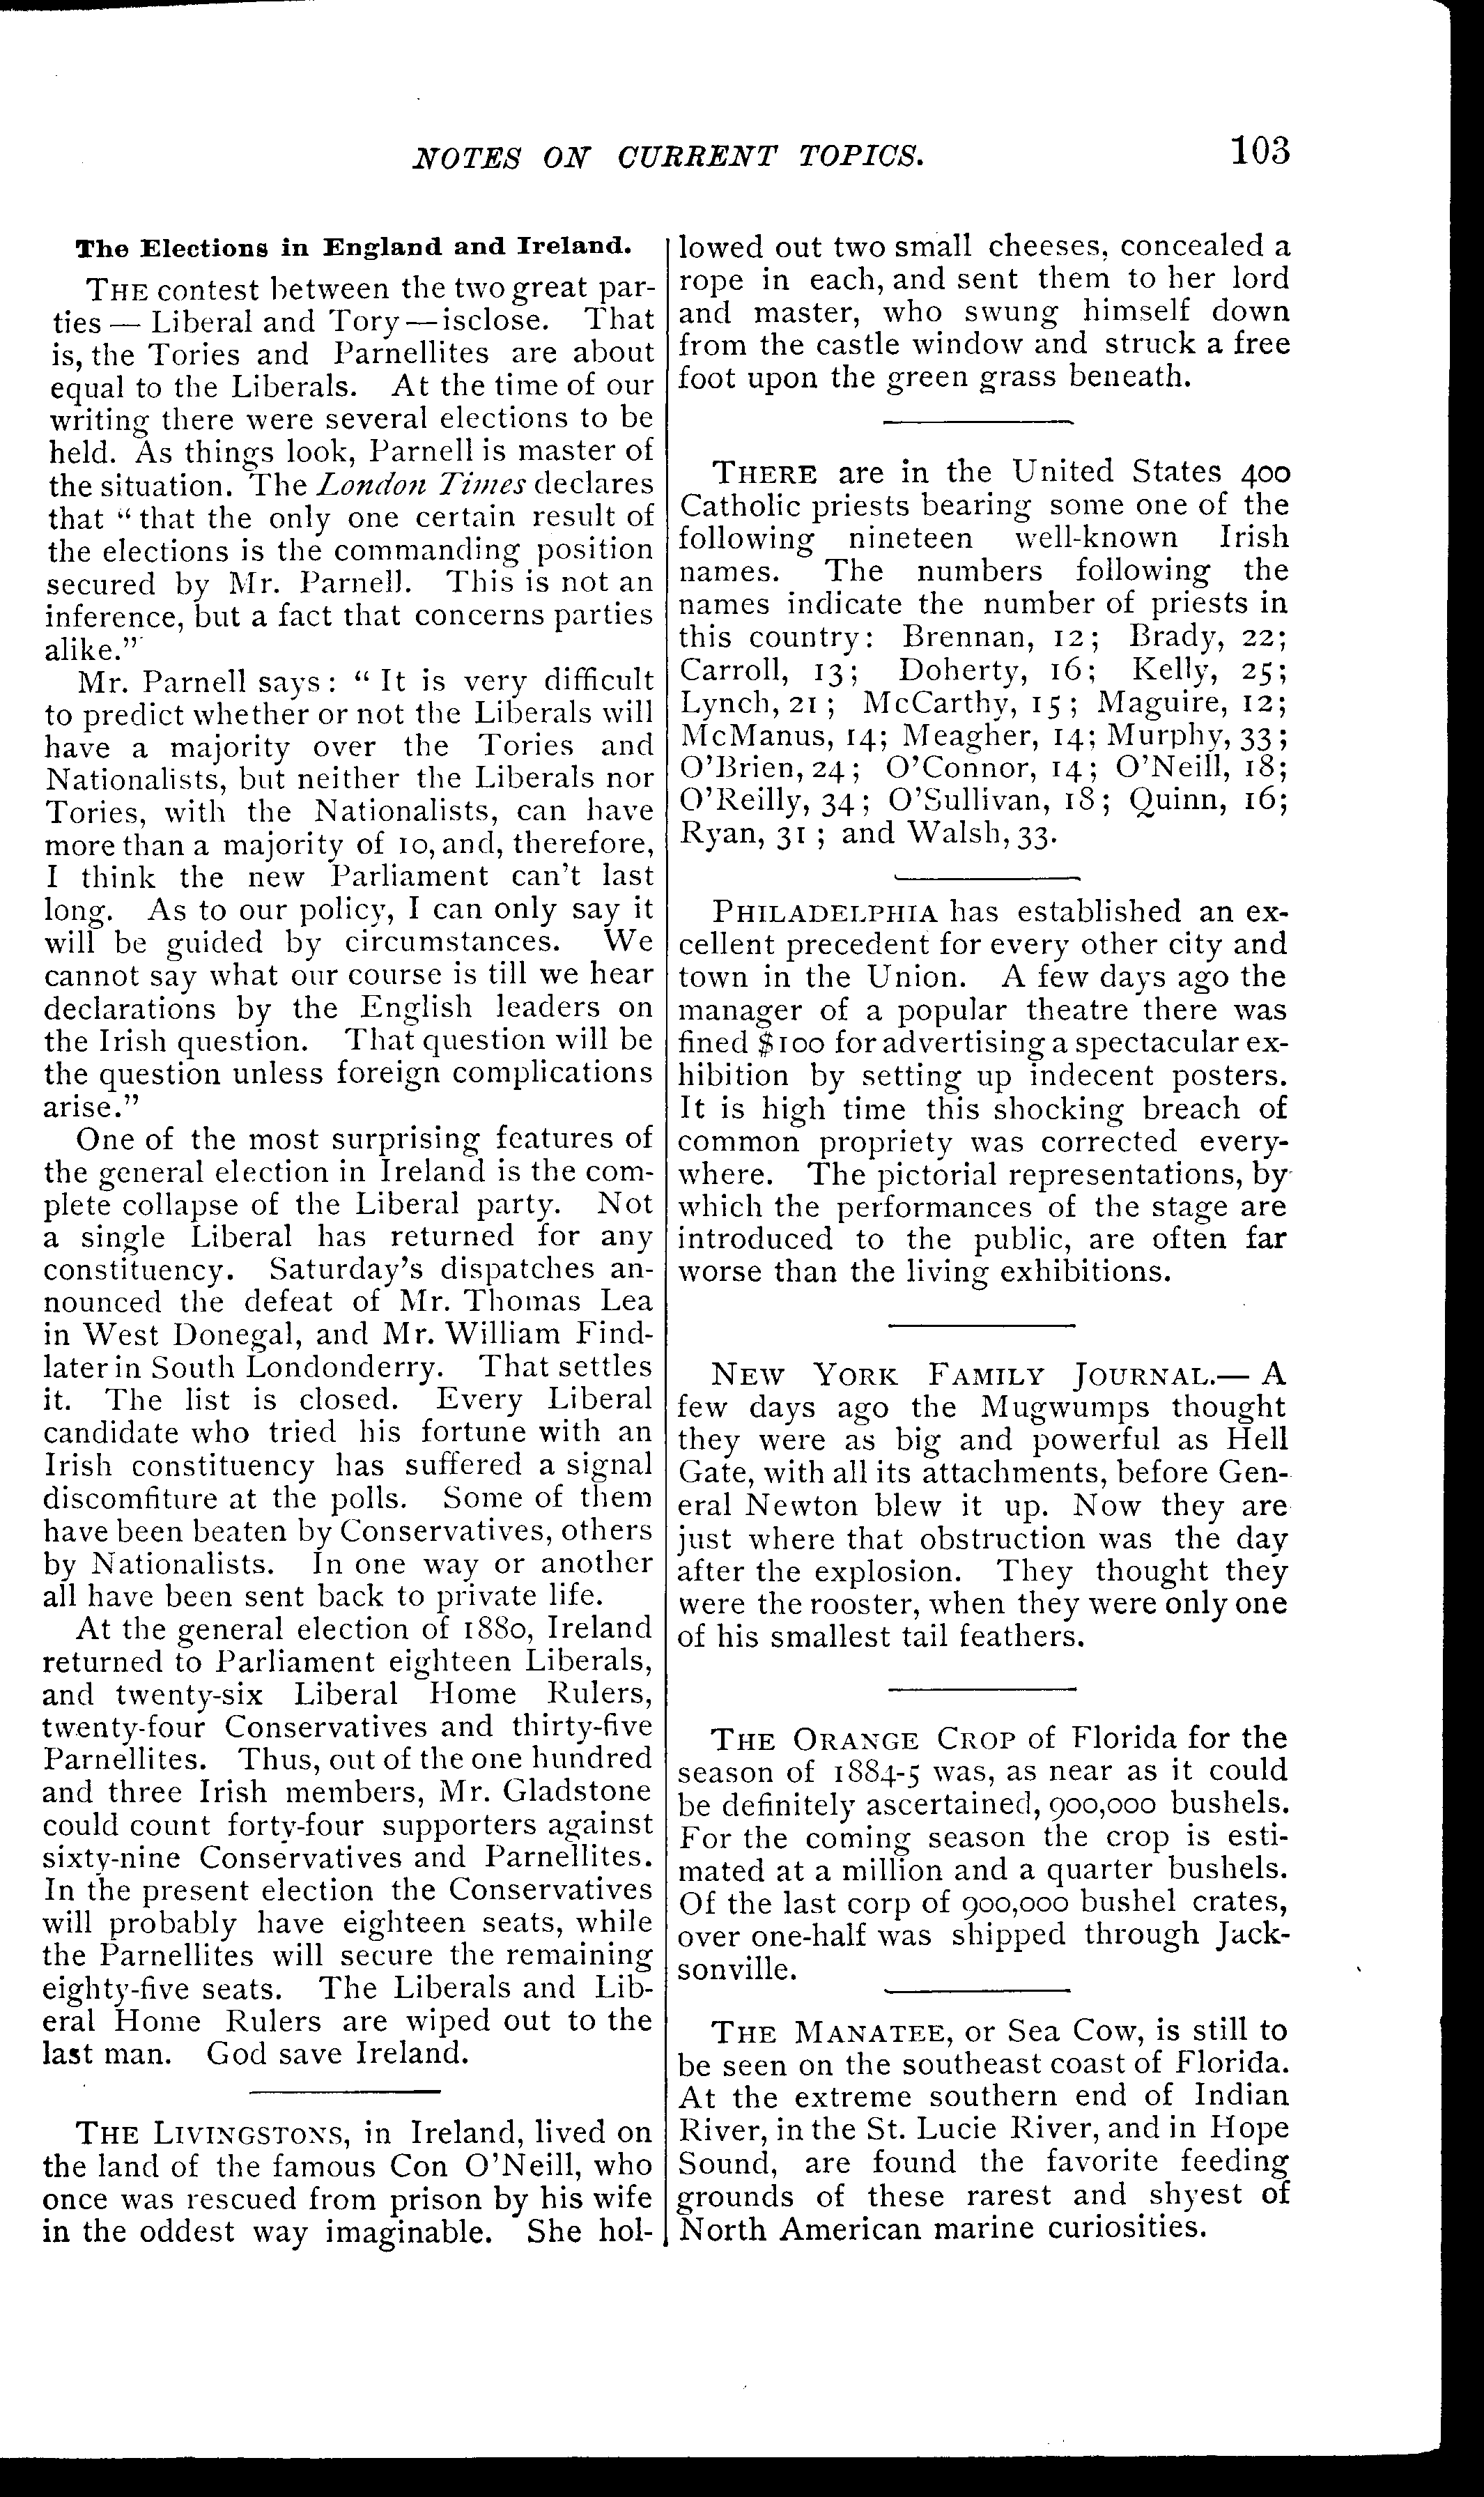 NOTES ON CURRENT TOPICS.
103
The Elections in England and Ireland.
THE contest between the two great par-
ties — Liberal and Tory — isclose. That
is, the Tories and Parnellites are about
equal to the Liberals. At the time of our
writing there were several elections to be
held. As things look, Parnell is master of
the situation. The London Times declares
that "that the only one certain result of
the elections is the commanding position
secured by Mr. Parnell. This is not an
inference, but a fact that concerns parties
alike."
Mr. Parnell says: "It is very difficult
to predict whether or not the Liberals will
have a majority over the Tories and
Nationalists, but neither the Liberals nor
Tories, with the Nationalists, can have
more than a majority of 10, and, therefore,
I think the new Parliament can't last
long. As to our policy, I can only say it
will be guided by circumstances. We
cannot say what our course is till we hear
declarations by the English leaders on
the Irish question. That question will be
the question unless foreign complications
arise."
One of the most surprising features of
the general election in Ireland is the com-
plete collapse of the Liberal party. Not
a single Liberal has returned for any
constituency. Saturday's dispatches an-
nounced the defeat of Mr. Thomas Lea
in West Donegal, and Mr. William Find-
later in South Londonderry. That settles
it. The list is closed. Every Liberal
candidate who tried his fortune with an
Irish constituency has suffered a signal
discomfiture at the polls. Some of them
have been beaten by Conservatives, others
by Nationalists. In one way or another
all have been sent back to private life.
At the general election of 1880, Ireland
returned to Parliament eighteen Liberals,
and twenty-six Liberal Home Rulers,
twenty-four Conservatives and thirty-five
Parnellites. Thus, out of the one hundred
and three Irish members, Mr. Gladstone
could count forty-four supporters against
sixty-nine Conservatives and Parnellites.
In the present election the Conservatives
will probably have eighteen seats, while
the Parnellites will secure the remaining
eighty-five seats. The Liberals and Lib-
eral Home Rulers are wiped out to the
last man. God save Ireland.
THE LIVINGSTONS, in Ireland, lived on
the land of the famous Con O'Neill, who
once was rescued from prison by his wife
in the oddest way imaginable. She hol-
lowed out two small cheeses, concealed a
rope in each, and sent them to her lord
and master, who swung himself down
from the castle window and struck a free
foot upon the green grass beneath.
THERE are in the United States 400
Catholic priests bearing some one of the
following nineteen well-known Irish
names. The numbers following the
names indicate the number of priests in
this country: Brennan, 12; Brady, 22;
Carroll, 13; Doherty, 16; Kelly, 25;
Lynch, 21; McCarthy, 15; Maguire, 12;
McManus, 14; Meagher, 14; Murphy, 33;
O'Brien, 24; O'Connor, 14; O'Neill, 18;
O'Reilly, 34; O'Sullivan, 18; Quinn, 16;
Ryan, 31; and Walsh, 33.
PHILADELPHIA has established an ex-
cellent precedent for every other city and
town in the Union. A few days ago the
manager of a popular theatre there was
fined $100 for advertising a spectacular ex-
hibition by setting up indecent posters.
It is high time this shocking breach of
common propriety was corrected every-
where. The pictorial representations, by
which the performances of the stage are
introduced to the public, are often far
worse than the living exhibitions.
NEW YORK FAMILY JOURNAL.— A
few days ago the Mugwumps thought
they were as big and powerful as Hell
Gate, with all its attachments, before Gen-
eral Newton blew it up. Now they are
just where that obstruction was the day
after the explosion. They thought they
were the rooster, when they were only one
of his smallest tail feathers.
THE ORANGE CROP of Florida for the
season of 1884-5 was, as near as it could
be definitely ascertained, 900,000 bushels.
For the coming season the crop is esti-
mated at a million and a quarter bushels.
Of the last corp of 900,000 bushel crates,
over one-half was shipped through Jack-
sonville.
THE MANATEE, or Sea Cow, is still to
be seen on the southeast coast of Florida.
At the extreme southern end of Indian
River, in the St. Lucie River, and in Hope
Sound, are found the favorite feeding
grounds of these rarest and shyest of
North American marine curiosities.